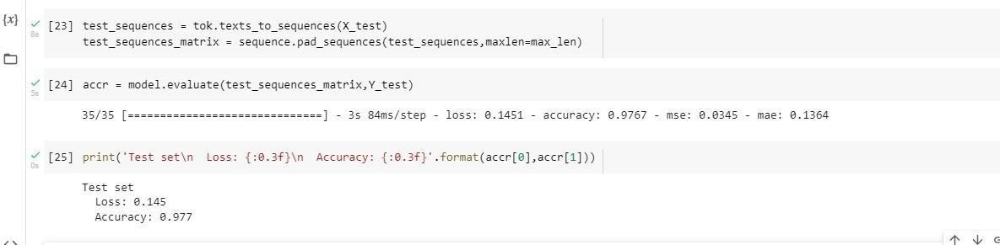 {x}
[23] test_sequences = tok.texts_to_sequences(X_test)
8s
test_sequences_matrix = sequence.pad_sequences(test_sequences,maxlen=max_len)
[24] accr = model.evaluate(test_sequences_matrix,Y_test)
5s
35/35 [==============================] - 3s 84ms/step - loss: 0.1451 - accuracy: 0.9767 - mse: 0.0345 - mae: 0.1364
[25] print('Test set\n  Loss: {:0.3f}\n  Accuracy: {:0.3f}'.format(accr[0],accr[1]))
0s
Test set
  Loss: 0.145
  Accuracy: 0.977